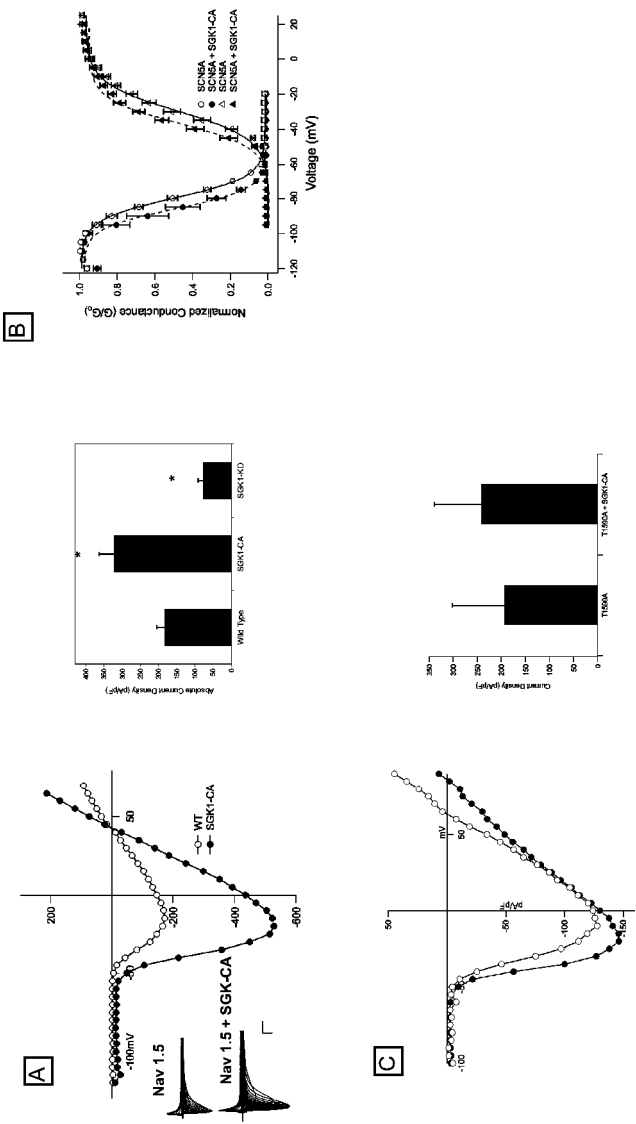 A
200
50
-200
-400
-600
-50
-100mV
WT
SGK1-CA
Nav 1.5
Nav 1.5 + SGK-CA
Absolute Current Density (pA/pF)
400
350
300
250
200
150
100
50
0
Wild Type
SGK1-CA
SGK1-KD
*
*
B
Normalized Conductance (G/G₀)
1.0
0.8
0.6
0.4
0.2
0.0
-120
-100
-80
-60
-40
-20
0
20
Voltage (mV)
SCN5A
SCN5A + SGK1-CA
SCN5A
SCN5A + SGK1-CA
C
50
pA/pF
mV
50
-50
-100
-150
-50
-100
Current Density (pA/pF)
350
300
250
200
150
100
50
0
T1590A
T1590A + SGK1-CA